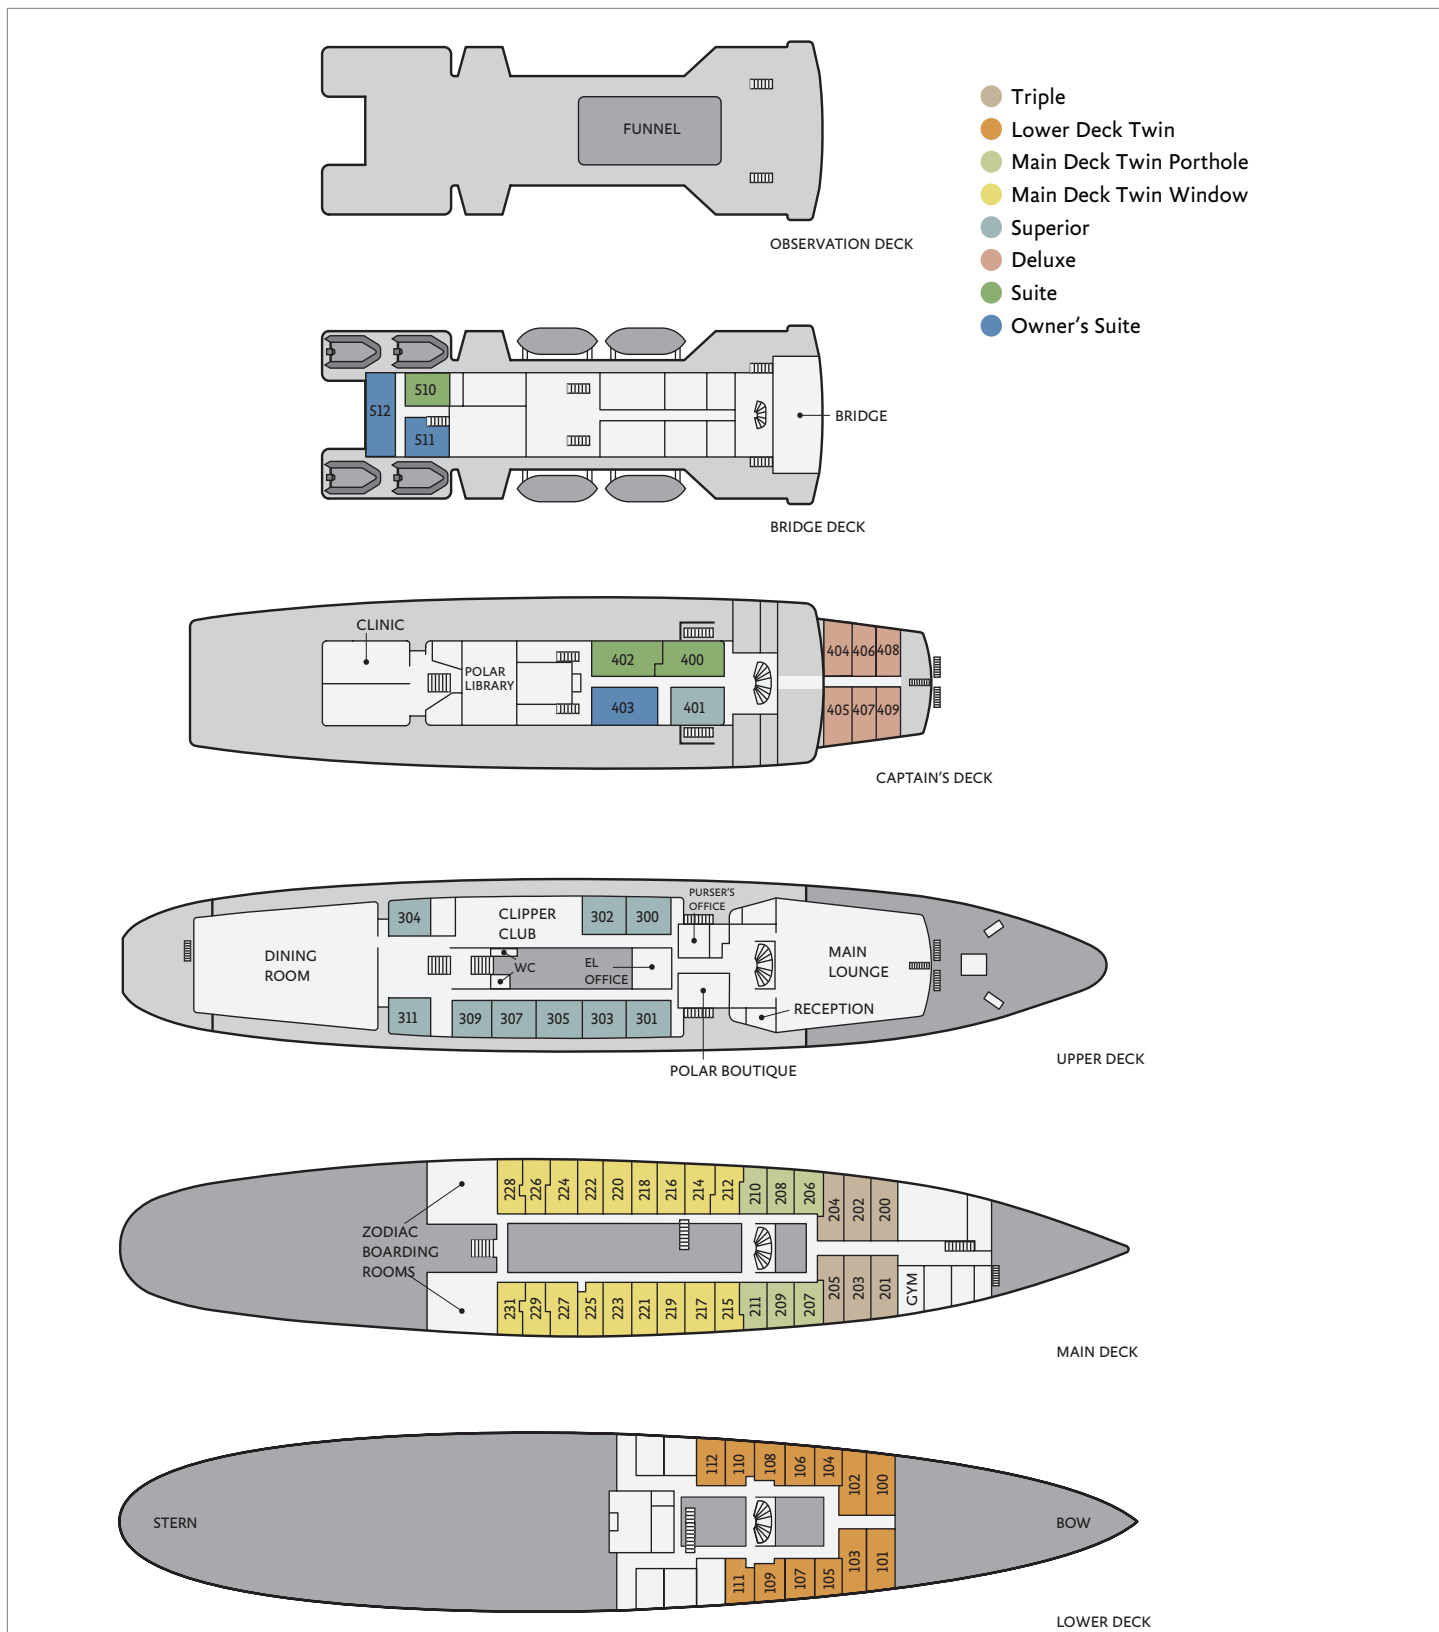 FUNNEL
OBSERVATION DECK
Triple
Lower Deck Twin
Main Deck Twin Porthole
Main Deck Twin Window
Superior
Deluxe
Suite
Owner's Suite
510
512
511
BRIDGE
BRIDGE DECK
CLINIC
POLAR
LIBRARY
402
400
403
401
404
406
408
405
407
409
CAPTAIN'S DECK
PURSER'S
OFFICE
304
CLIPPER
CLUB
302
300
DINING
ROOM
WC
EL
OFFICE
MAIN
LOUNGE
311
309
307
305
303
301
RECEPTION
POLAR BOUTIQUE
UPPER DECK
228
226
224
222
220
218
216
214
212
210
208
206
204
202
200
ZODIAC
BOARDING
ROOMS
231
229
227
225
223
221
219
217
215
211
209
207
205
203
201
GYM
MAIN DECK
112
110
108
106
104
102
100
STERN
BOW
111
109
107
105
103
101
LOWER DECK